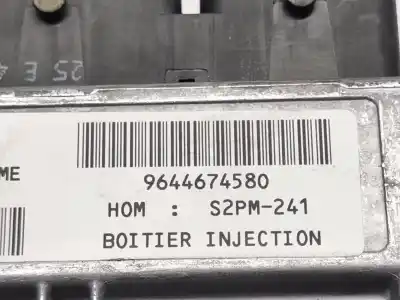 25 E
ME
9644674580
HOM : S2PM-241
BOITIER INJECTION